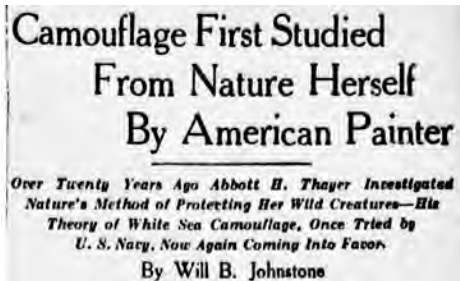 Camouflage First Studied
From Nature Herself
By American Painter
Over Twenty Years Ago Abbott H. Thayer Investigated
Nature's Method of Protecting Her Wild Creatures—His
Theory of White Sea Camouflage, Once Tried by
U. S. Navy, Now Again Coming Into Favor.
By Will B. Johnstone